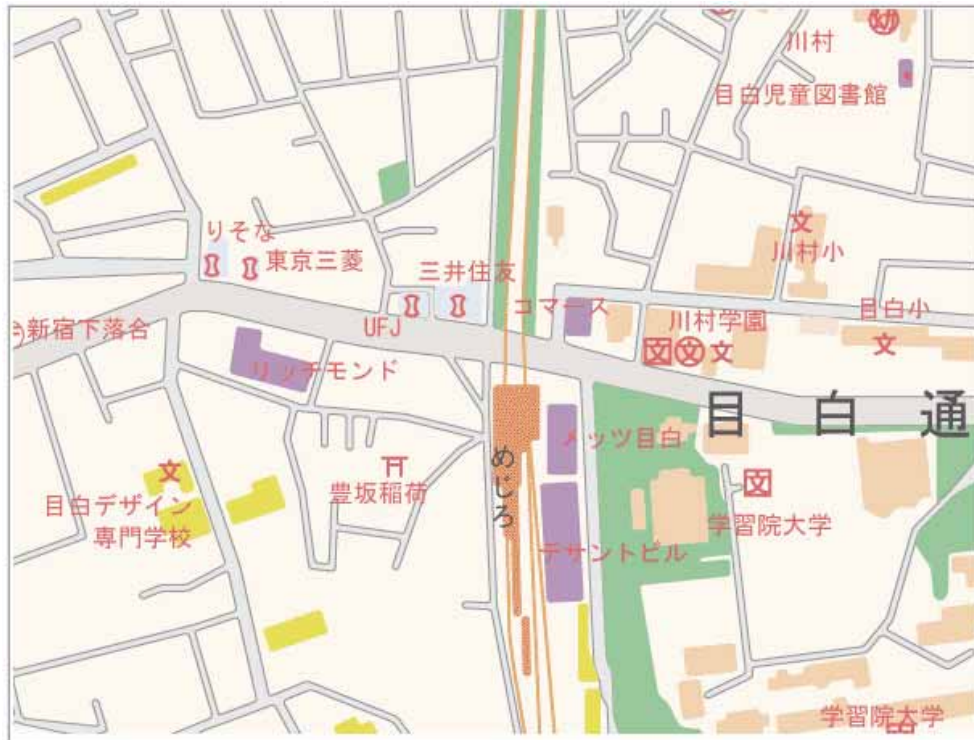 川村
目白児童図書館
川村小
りそな
東京三菱
三井住友
コマース
目白小
新宿下落合
UFJ
川村学園
リッチモンド
目白通
メッツ目白
めじろ
豊坂稲荷
目白デザイン
専門学校
学習院大学
デサントビル
学習院大学